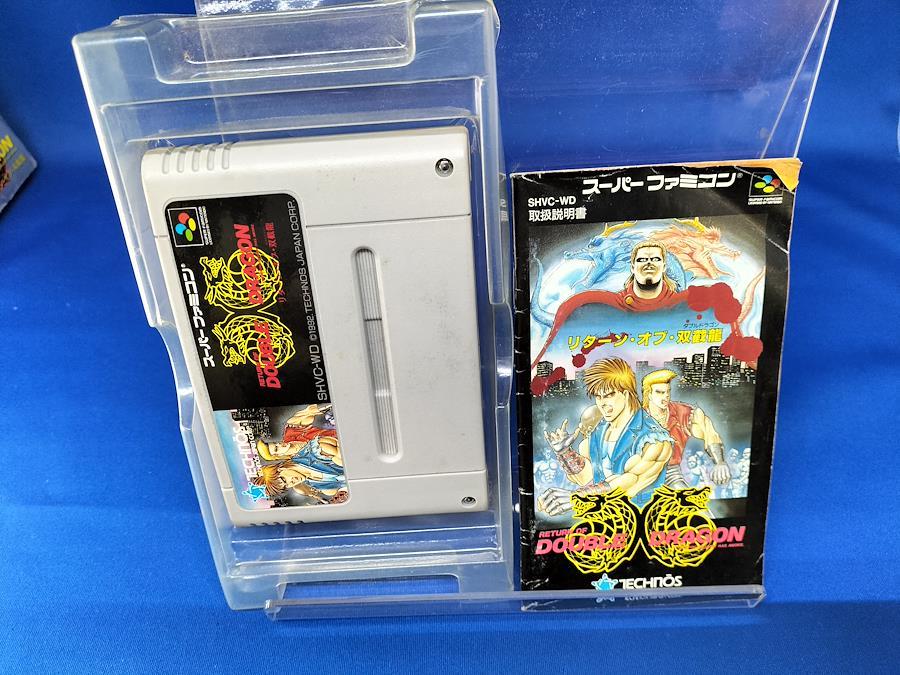 スーパーファミコン
RETURN OF
DOUBLE DRAGON
リターン・オブ・双截龍
SHVC-WD ©1992,TECHNOS JAPAN CORP.
TECHNOS
スーパーファミコン
SHVC-WD
取扱説明書
SUPER FAMICOM
ダブルドラゴン
リターン・オブ・双截龍
RETURN OF
DOUBLE DRAGON
TECHNOS